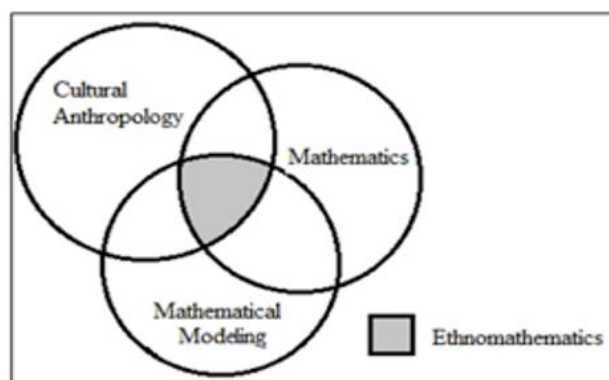 Cultural
Anthropology
Mathematics
Mathematical
Modeling
Ethnomathematics